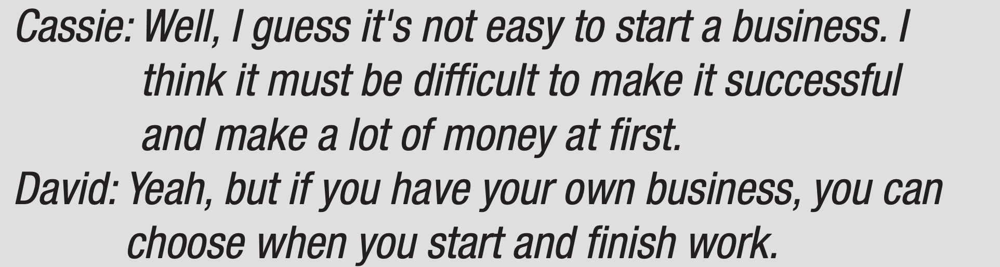 Cassie: Well, I guess it's not easy to start a business. I
think it must be difficult to make it successful
and make a lot of money at first.
David: Yeah, but if you have your own business, you can
choose when you start and finish work.